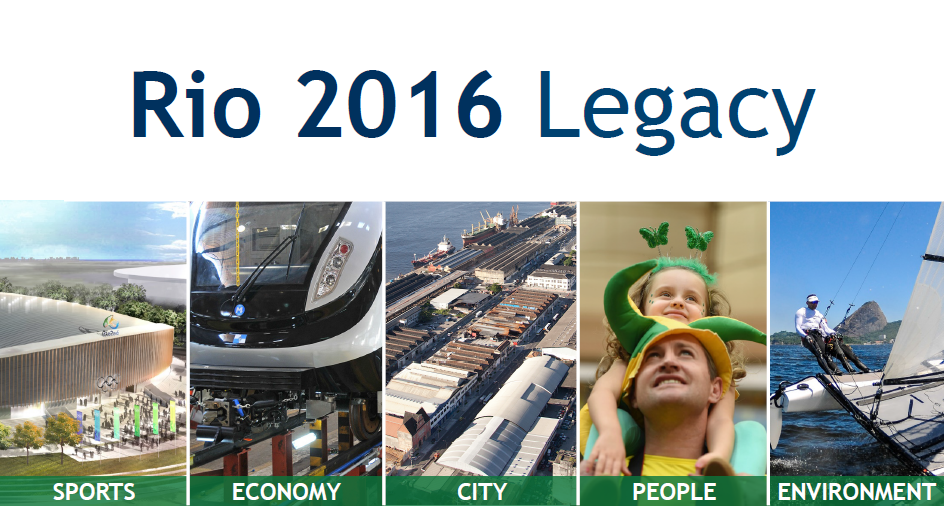 Rio 2016 Legacy
SPORTS
ECONOMY
CITY
PEOPLE
ENVIRONMENT